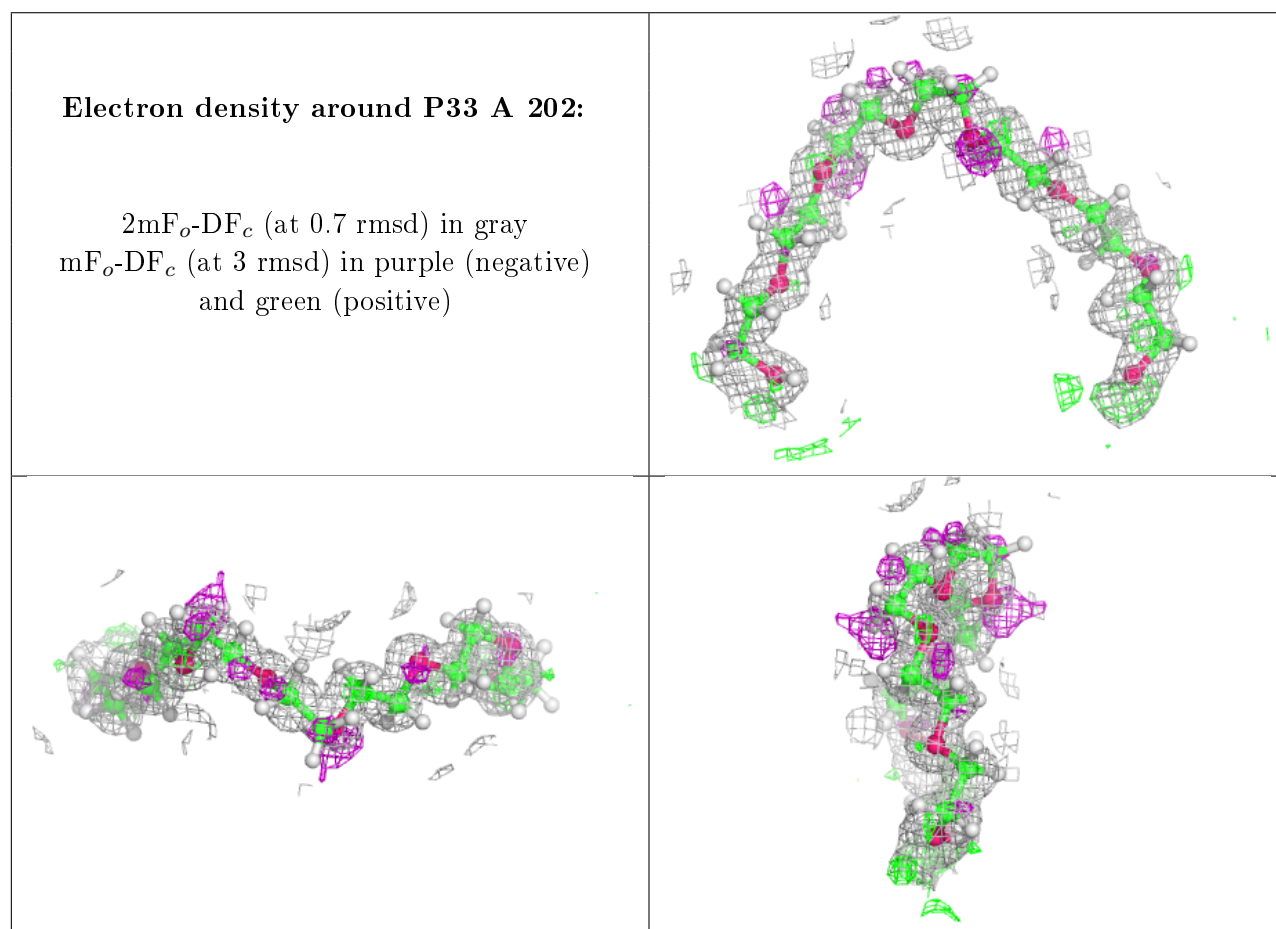 Electron density around P33 A 202:
2mFo-DFc (at 0.7 rmsd) in gray
mFo-DFc (at 3 rmsd) in purple (negative)
and green (positive)